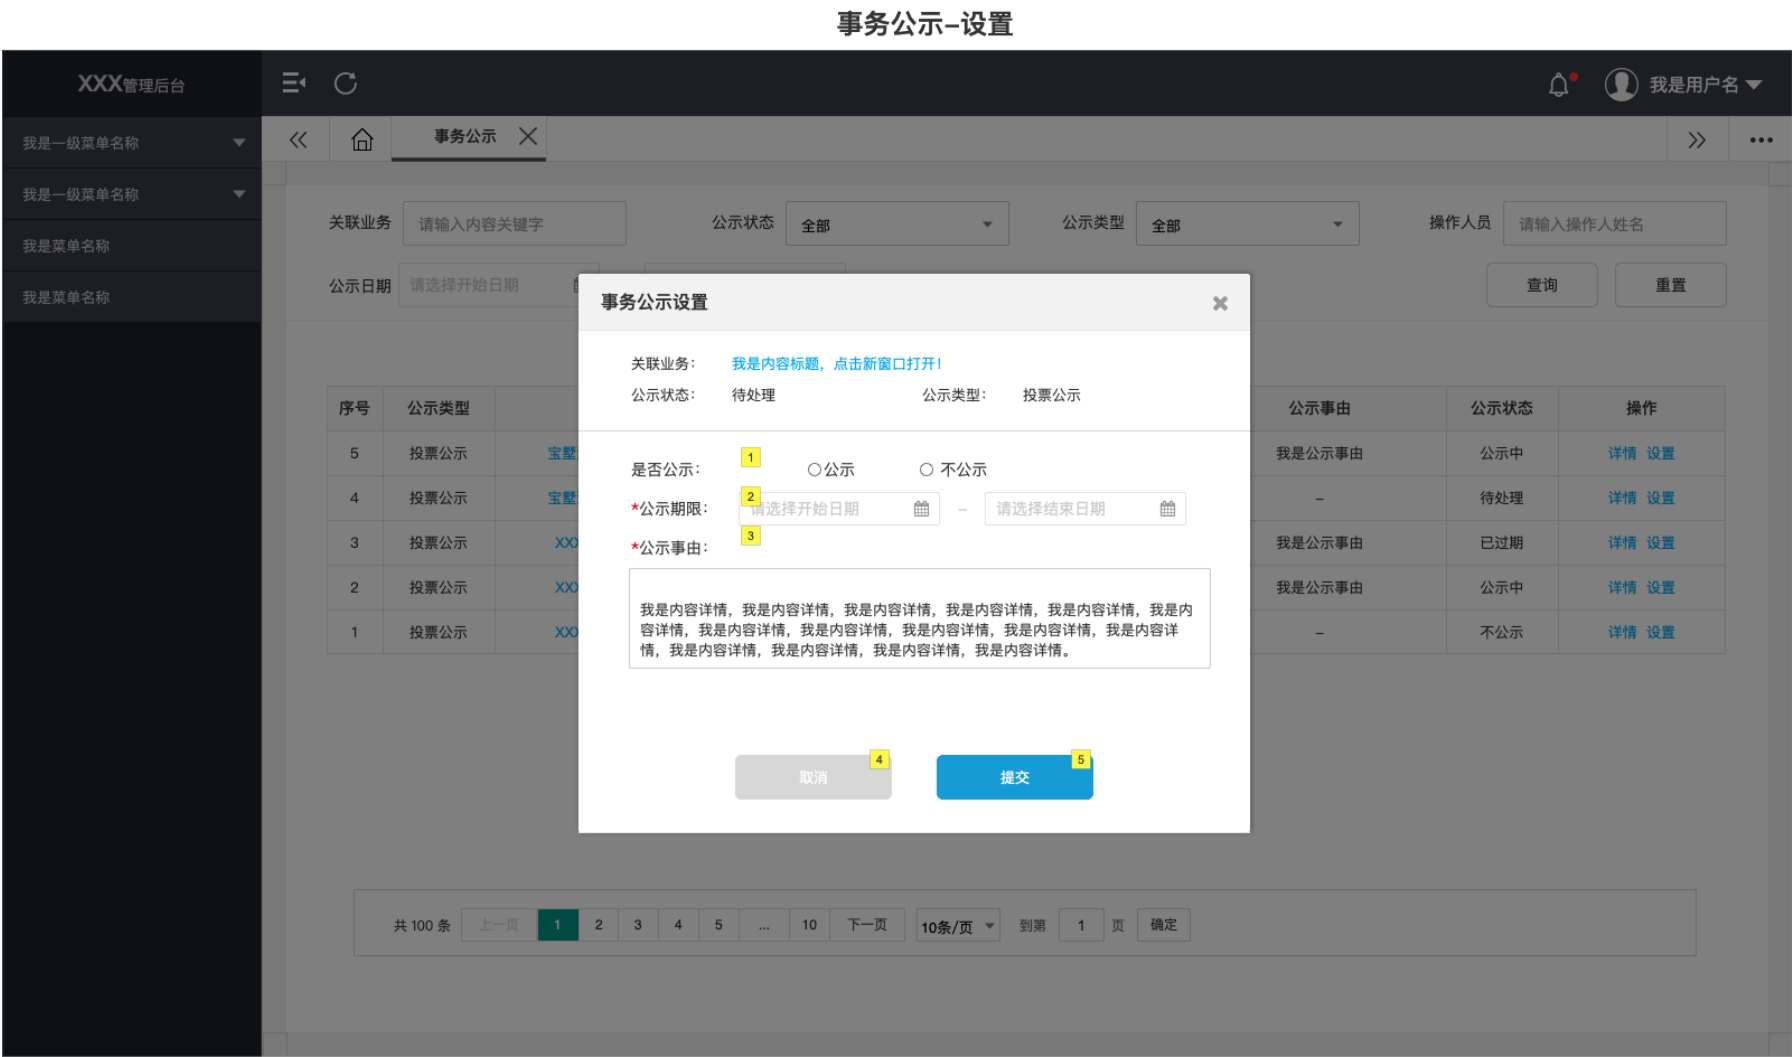 事务公示–设置
XXX管理后台
我是用户名
我是一级菜单名称
我是一级菜单名称
我是菜单名称
我是菜单名称
事务公示
关联业务 请输入内容关键字 公示状态 全部 公示类型 全部 操作人员 请输入操作人姓名
公示日期 请选择开始日期 查询 重置
事务公示设置
关联业务： 我是内容标题，点击新窗口打开！
公示状态： 待处理 公示类型： 投票公示
是否公示： 1 公示 不公示
*公示期限： 2 请选择开始日期 – 请选择结束日期
*公示事由： 3
我是内容详情，我是内容详情，我是内容详情，我是内容详情，我是内容详情，我是内
容详情，我是内容详情，我是内容详情，我是内容详情，我是内容详情，我是内容详
情，我是内容详情，我是内容详情，我是内容详情，我是内容详情。
取消 4 提交 5
序号 公示类型 公示事由 公示状态 操作
5 投票公示 宝墅 我是公示事由 公示中 详情 设置
4 投票公示 宝墅 – 待处理 详情 设置
3 投票公示 XXX 我是公示事由 已过期 详情 设置
2 投票公示 XXX 我是公示事由 公示中 详情 设置
1 投票公示 XXX – 不公示 详情 设置
共 100 条 上一页 1 2 3 4 5 ... 10 下一页 10条/页 到第 1 页 确定